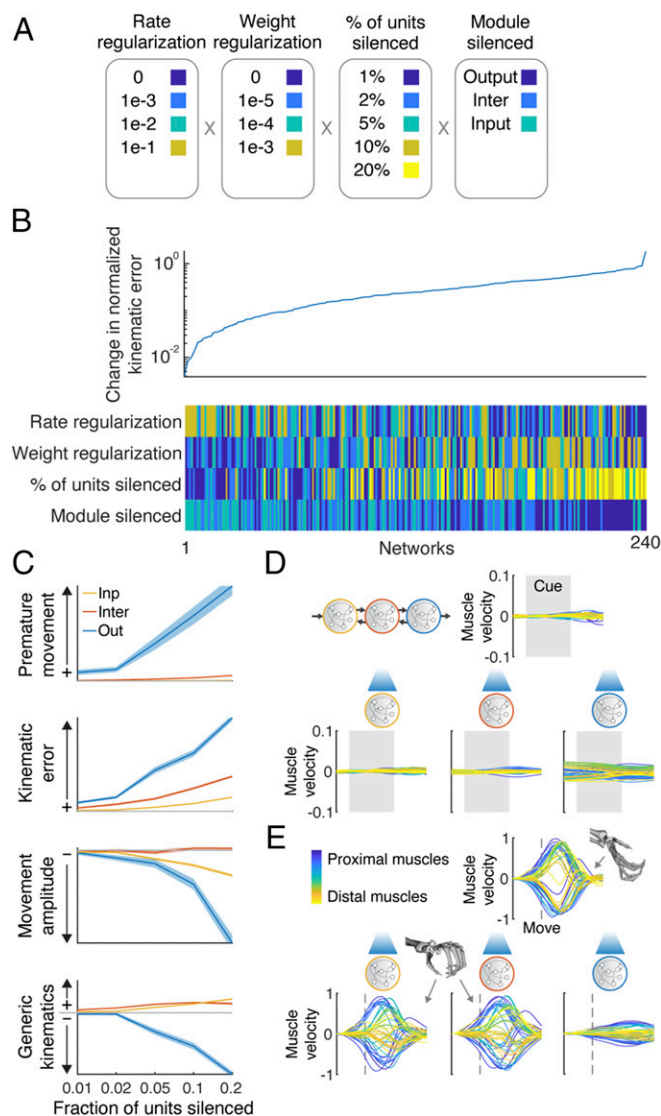 A
Rate regularization
Weight regularization
% of units silenced
Module silenced
0
1e-3
1e-2
1e-1
X
0
1e-5
1e-4
1e-3
X
1%
2%
5%
10%
20%
X
Output
Inter
Input
B
Change in normalized kinematic error
10^0
10^-2
Rate regularization
Weight regularization
% of units silenced
Module silenced
1
Networks
240
C
Premature movement
+
Inp
Inter
Out
Kinematic error
+
Movement amplitude
−
Generic kinematics
+
−
0.01 0.02 0.05 0.1 0.2
Fraction of units silenced
D
Muscle velocity
0.1
0
-0.1
Cue
Muscle velocity
0.1
0
-0.1
E
Proximal muscles
Distal muscles
Muscle velocity
1
0
-1
Move
Muscle velocity
1
0
-1